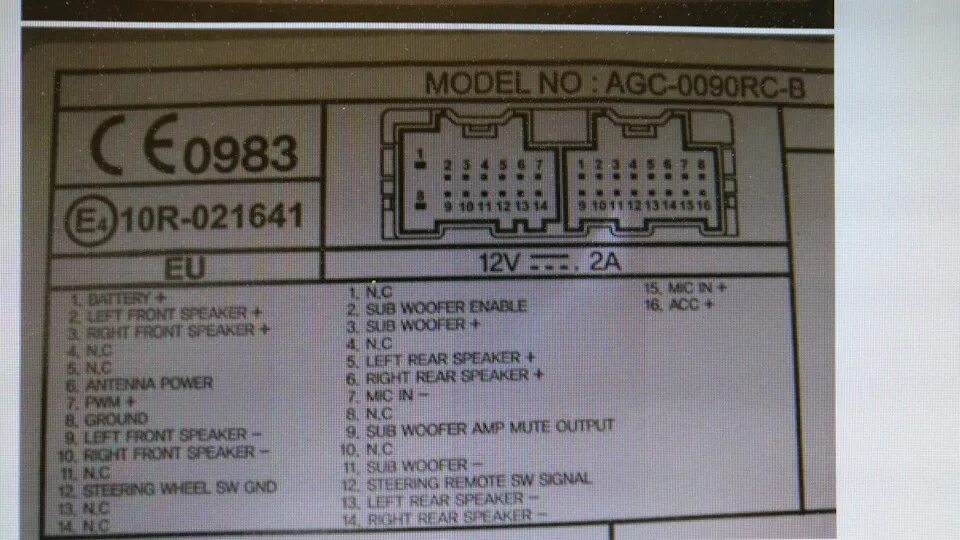 MODEL NO : AGC-0090RC-B
CE0983
E4 10R-021641
1 2 3 4 5 6 7
8 9 10 11 12 13 14
1 2 3 4 5 6 7 8
9 10 11 12 13 14 15 16
EU
12V ⎓ . 2A
1. BATTERY +
2. LEFT FRONT SPEAKER +
3. RIGHT FRONT SPEAKER +
4. N.C
5. N.C
6. ANTENNA POWER
7. PWM +
8. GROUND
9. LEFT FRONT SPEAKER −
10. RIGHT FRONT SPEAKER −
11. N.C
12. STEERING WHEEL SW GND
13. N.C
14. N.C
1. N.C
2. SUB WOOFER ENABLE
3. SUB WOOFER +
4. N.C
5. LEFT REAR SPEAKER +
6. RIGHT REAR SPEAKER +
7. MIC IN −
8. N.C
9. SUB WOOFER AMP MUTE OUTPUT
10. N.C
11. SUB WOOFER −
12. STEERING REMOTE SW SIGNAL
13. LEFT REAR SPEAKER −
14. RIGHT REAR SPEAKER −
15. MIC IN +
16. ACC +